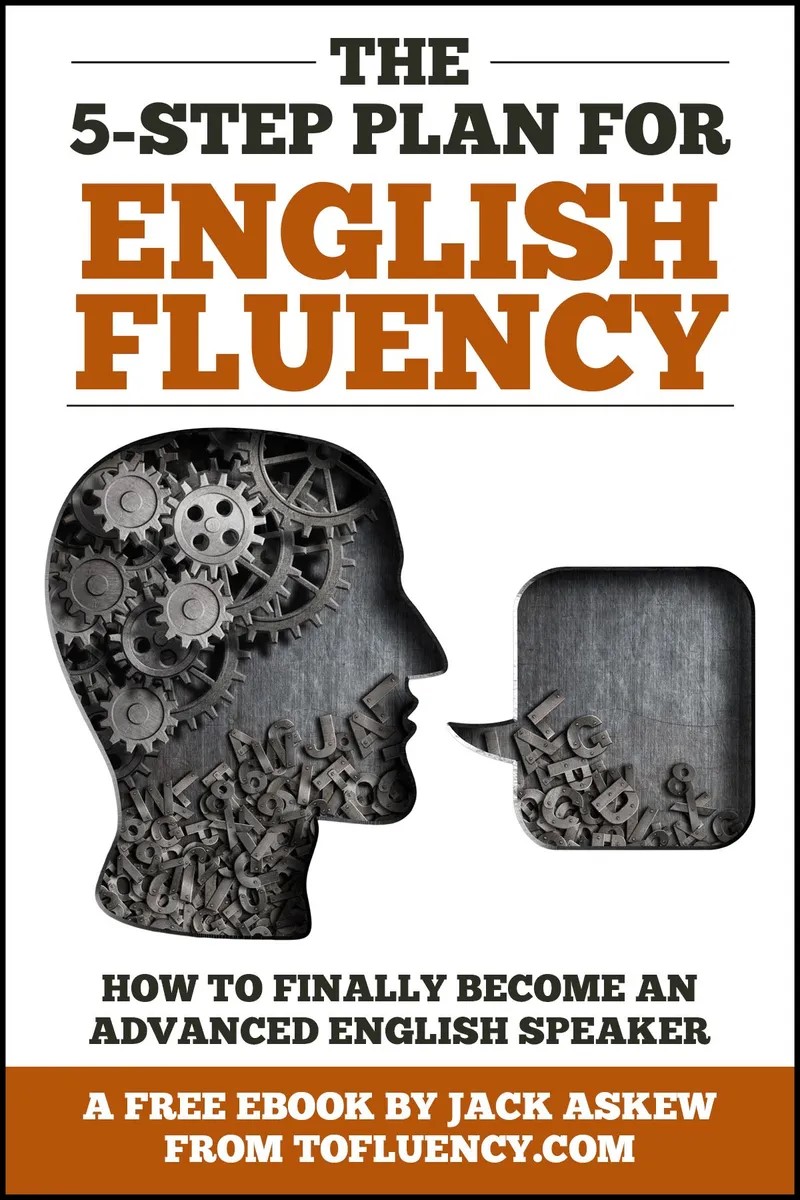 THE
5-STEP PLAN FOR
ENGLISH
FLUENCY
HOW TO FINALLY BECOME AN
ADVANCED ENGLISH SPEAKER
A FREE EBOOK BY JACK ASKEW
FROM TOFLUENCY.COM